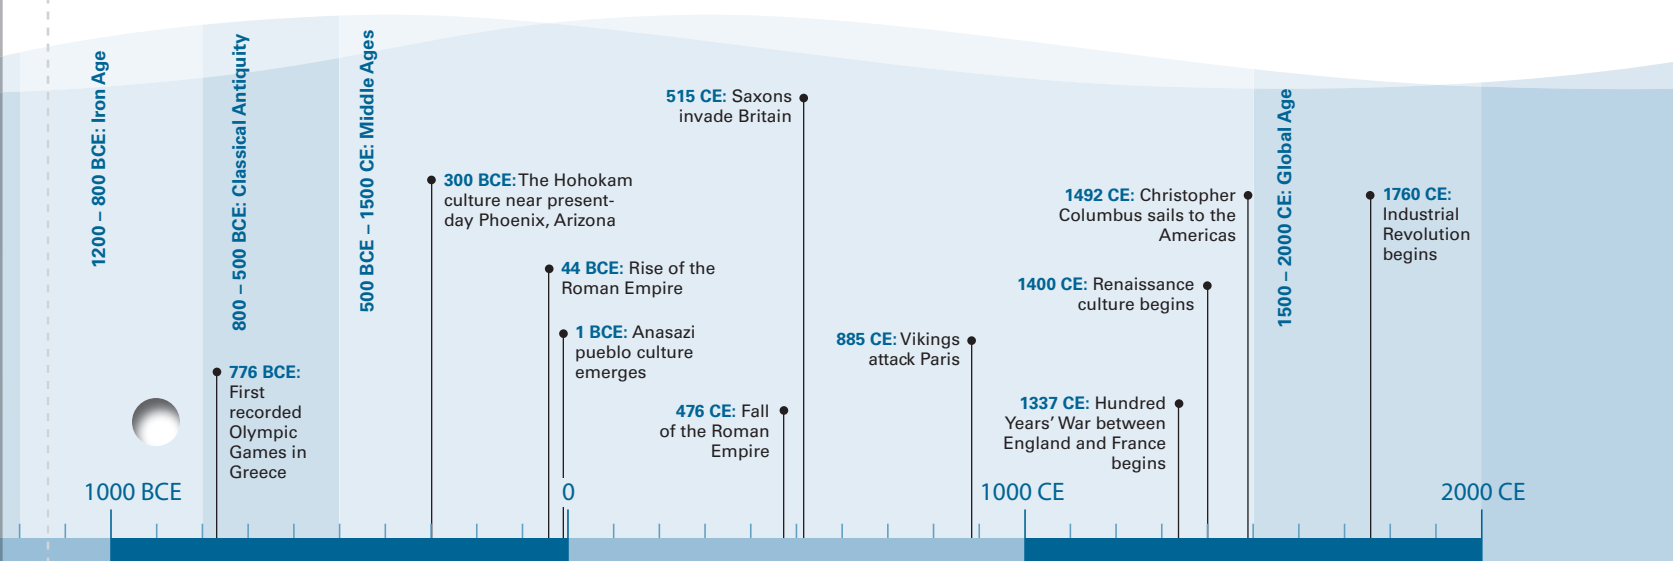 1200 – 800 BCE: Iron Age
800 – 500 BCE: Classical Antiquity
500 BCE – 1500 CE: Middle Ages
776 BCE:
First
recorded
Olympic
Games in
Greece
300 BCE: The Hohokam
culture near present-
day Phoenix, Arizona
44 BCE: Rise of the
Roman Empire
1 BCE: Anasazi
pueblo culture
emerges
476 CE: Fall
of the Roman
Empire
515 CE: Saxons
invade Britain
885 CE: Vikings
attack Paris
1337 CE: Hundred
Years’ War between
England and France
begins
1400 CE: Renaissance
culture begins
1492 CE: Christopher
Columbus sails to the
Americas
1500 – 2000 CE: Global Age
1760 CE:
Industrial
Revolution
begins
1000 BCE
0
1000 CE
2000 CE